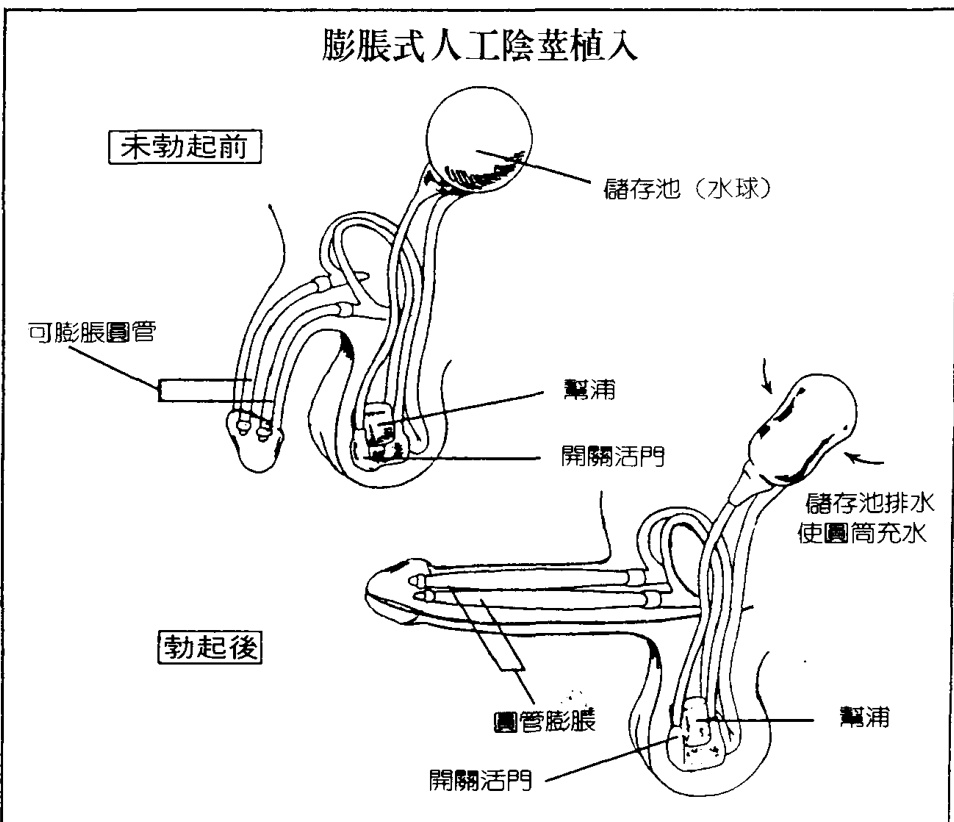 膨脹式人工陰莖植入
未勃起前
儲存池（水球）
可膨脹圓管
幫浦
開關活門
儲存池排水
使圓筒充水
勃起後
圓管膨脹
幫浦
開關活門